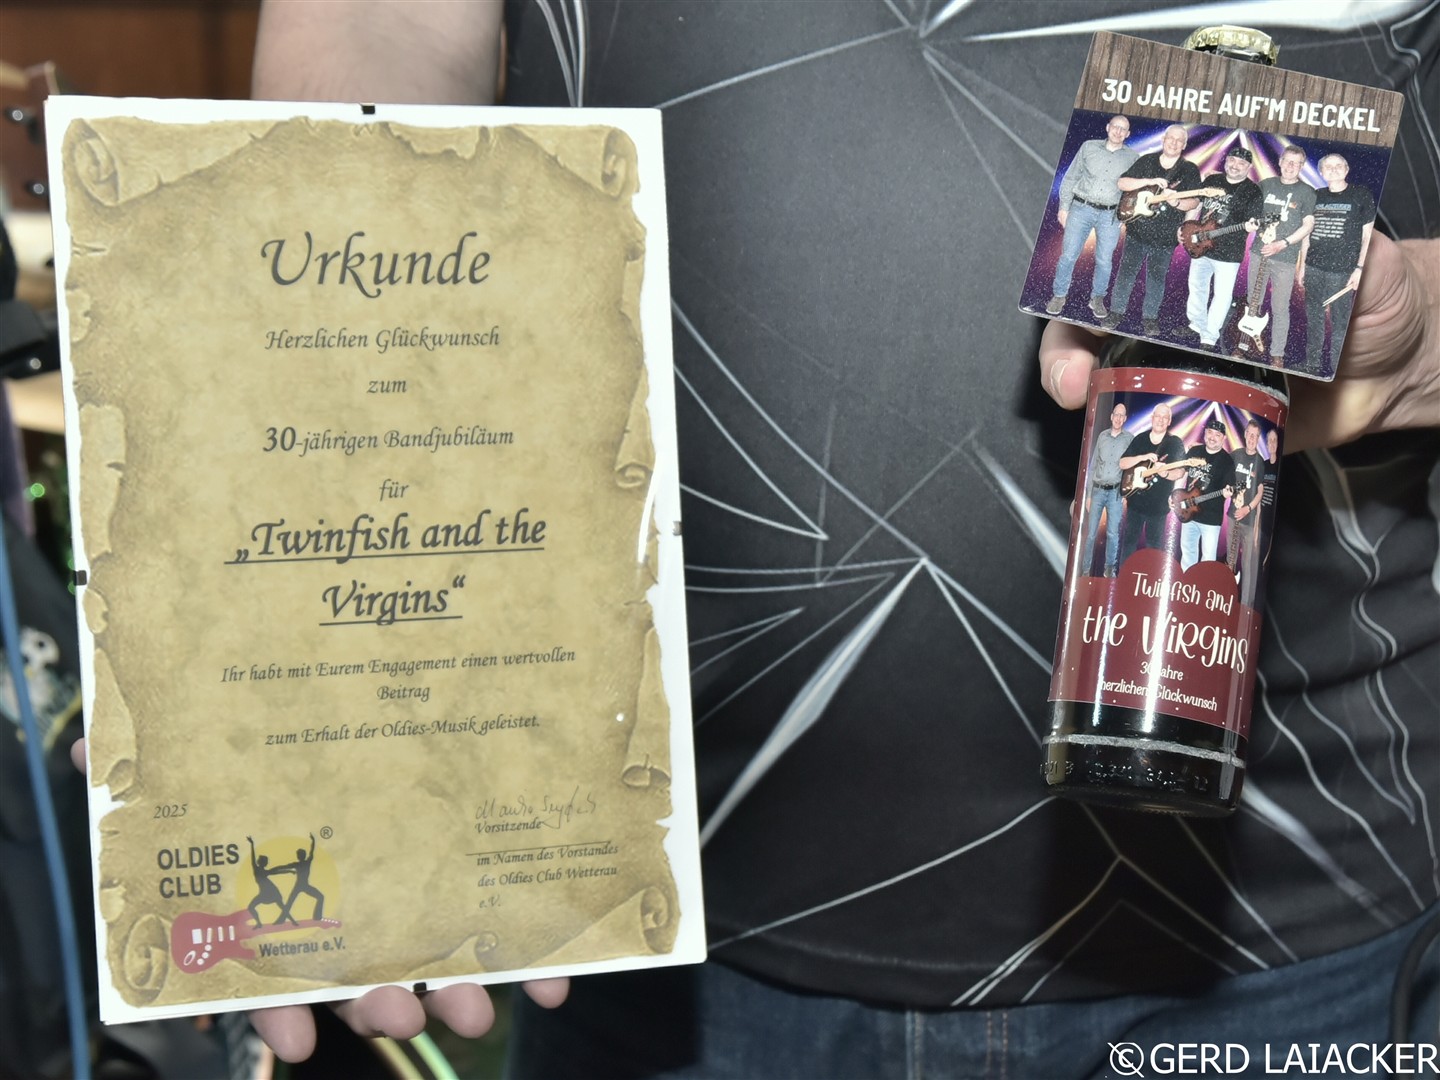 Urkunde
Herzlichen Glückwunsch
zum
30-jährigen Bandjubiläum
für
„Twinfish and the
Virgins“
Ihr habt mit Eurem Engagement einen wertvollen
Beitrag
zum Erhalt der Oldies-Musik geleistet.
2025
Vorsitzende
im Namen des Vorstandes
des Oldies Club Wetterau
e.V.
OLDIES
CLUB
®
Wetterau e.V.
30 JAHRE AUF'M DECKEL
Twinfish and
the Virgins
30 Jahre
herzlichen Glückwunsch
© GERD LAIACKER